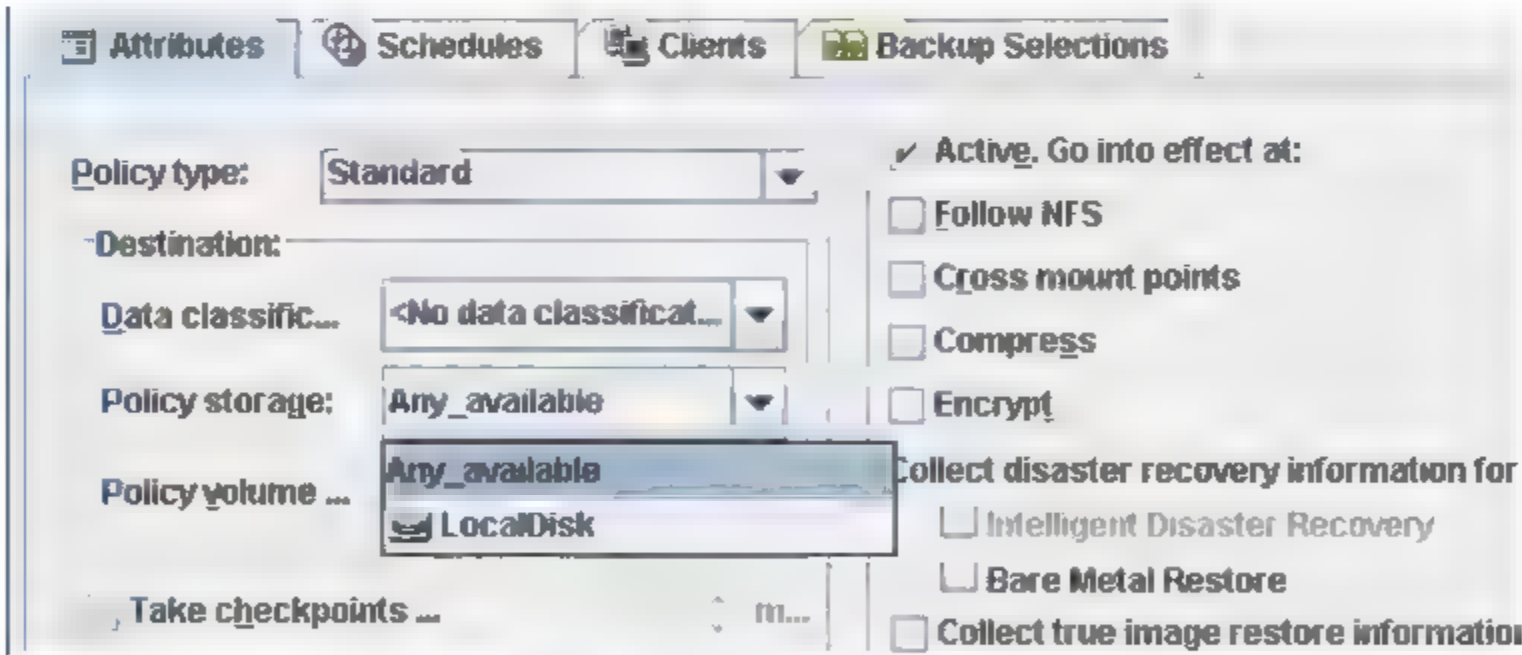 Attributes Schedules Clients Backup Selections
Policy type: Standard
Destination:
Data classific... <No data classificat...
Policy storage: Any_available
Any_available
LocalDisk
Policy volume ...
Take checkpoints ... m...
Active. Go into effect at:
Follow NFS
Cross mount points
Compress
Encrypt
Collect disaster recovery information for
Intelligent Disaster Recovery
Bare Metal Restore
Collect true image restore information